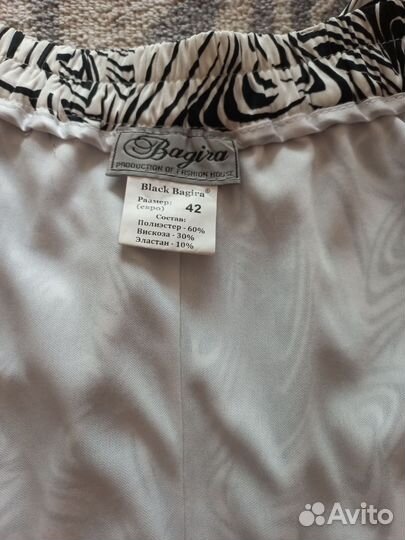 Bagira
PRODUCTION OF FASHION HOUSE
Black Bagira®
Размер:
(евро) 42
Состав:
Полиэстер - 60%
Вискоза - 30%
Эластан - 10%
Avito